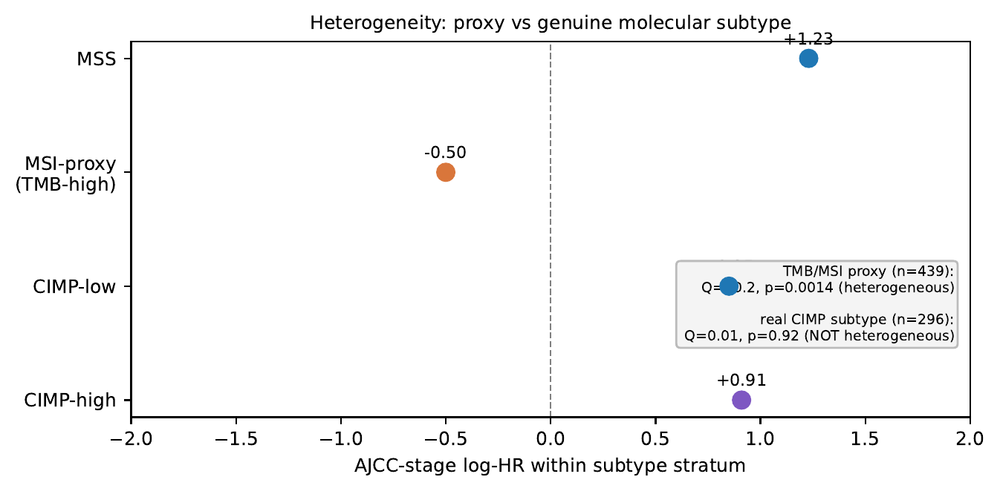 Heterogeneity: proxy vs genuine molecular subtype
+1.23
MSS
-0.50
MSI-proxy
(TMB-high)
CIMP-low
TMB/MSI proxy (n=439):
0.2, p=0.0014 (heterogeneous)
real CIMP subtype (n=296):
Q=0.01, p=0.92 (NOT heterogeneous)
+0.91
CIMP-high
−2.0 −1.5 −1.0 −0.5 0.0 0.5 1.0 1.5 2.0
AJCC-stage log-HR within subtype stratum